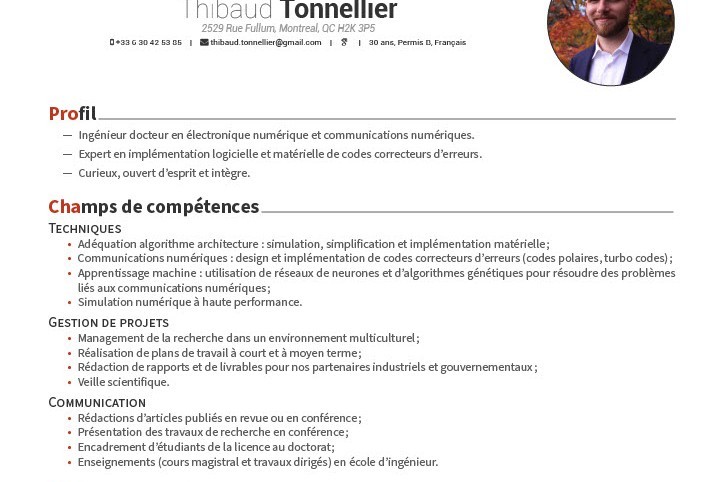 Thibaud Tonnellier
2529 Rue Fullum, Montreal, QC H2K 3P5
+33 6 30 42 53 85 | thibaud.tonnellier@gmail.com | | 30 ans, Permis B, Français
Profil
— Ingénieur docteur en électronique numérique et communications numériques.
— Expert en implémentation logicielle et matérielle de codes correcteurs d'erreurs.
— Curieux, ouvert d'esprit et intègre.
Champs de compétences
Techniques
• Adéquation algorithme architecture : simulation, simplification et implémentation matérielle;
• Communications numériques : design et implémentation de codes correcteurs d'erreurs (codes polaires, turbo codes);
• Apprentissage machine : utilisation de réseaux de neurones et d'algorithmes génétiques pour résoudre des problèmes
liés aux communications numériques;
• Simulation numérique à haute performance.
Gestion de projets
• Management de la recherche dans un environnement multiculturel;
• Réalisation de plans de travail à court et à moyen terme;
• Rédaction de rapports et de livrables pour nos partenaires industriels et gouvernementaux;
• Veille scientifique.
Communication
• Rédactions d'articles publiés en revue ou en conférence;
• Présentation des travaux de recherche en conférence;
• Encadrement d'étudiants de la licence au doctorat;
• Enseignements (cours magistral et travaux dirigés) en école d'ingénieur.